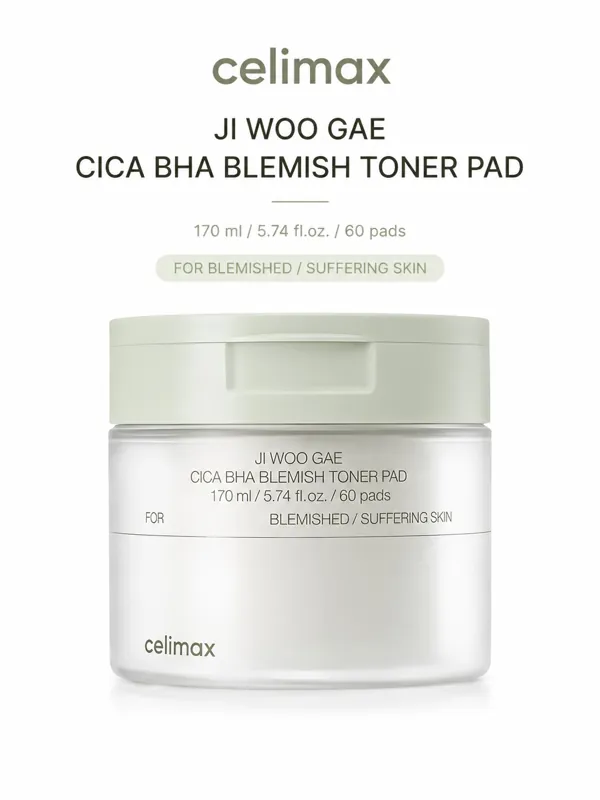 celimax
JI WOO GAE
CICA BHA BLEMISH TONER PAD
170 ml / 5.74 fl.oz. / 60 pads
FOR BLEMISHED / SUFFERING SKIN
JI WOO GAE
CICA BHA BLEMISH TONER PAD
170 ml / 5.74 fl.oz. / 60 pads
FOR BLEMISHED / SUFFERING SKIN
celimax